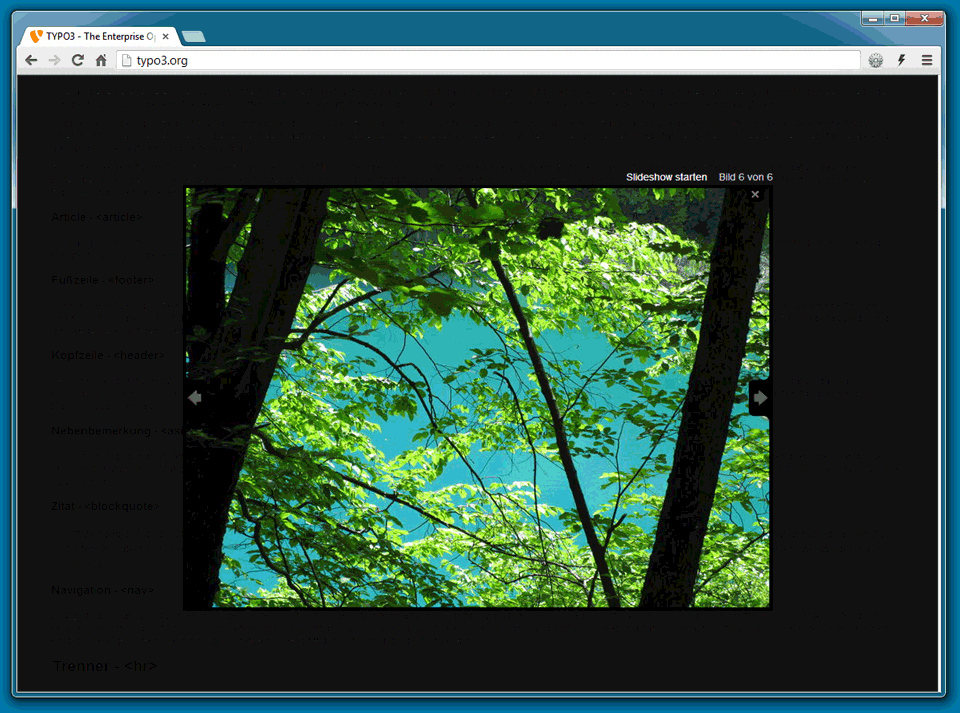 TYPO3 - The Enterprise Op
typo3.org
Slideshow starten Bild 6 von 6
Article - <article>
Fußzeile - <footer>
Kopfzeile - <header>
Nebenbemerkung - <as
Zitat - <blockquote>
Navigation - <nav>
Trenner - <hr>